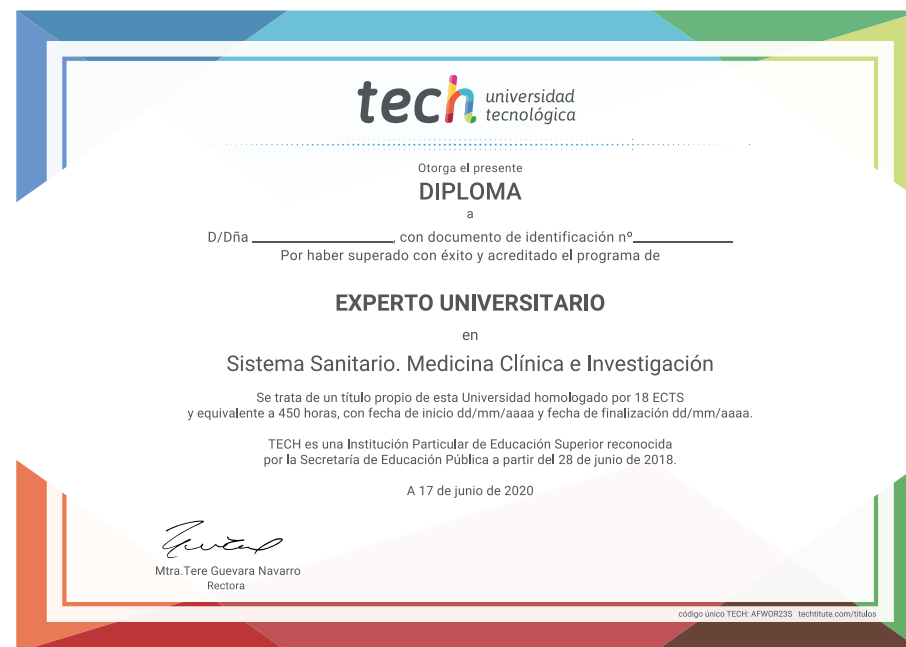 tech universidad
tecnológica
Otorga el presente
DIPLOMA
a
D/Dña ________________, con documento de identificación nº____________
Por haber superado con éxito y acreditado el programa de
EXPERTO UNIVERSITARIO
en
Sistema Sanitario. Medicina Clínica e Investigación
Se trata de un título propio de esta Universidad homologado por 18 ECTS
y equivalente a 450 horas, con fecha de inicio dd/mm/aaaa y fecha de finalización dd/mm/aaaa.
TECH es una Institución Particular de Educación Superior reconocida
por la Secretaría de Educación Pública a partir del 28 de junio de 2018.
A 17 de junio de 2020
Mtra.Tere Guevara Navarro
Rectora
código único TECH: AFWOR23S techtitute.com/titulos